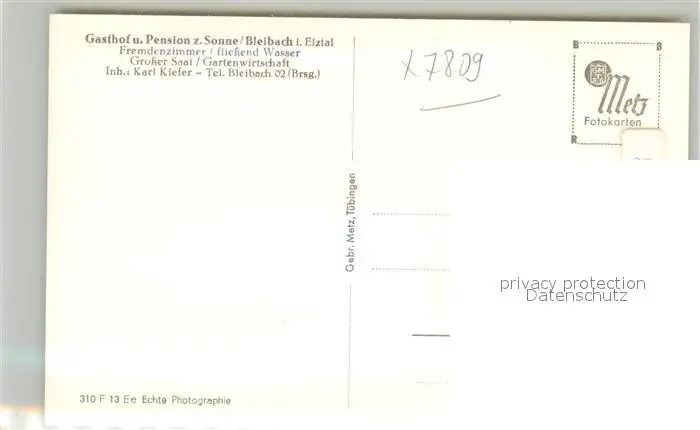 Gasthof u. Pension z. Sonne / Bleibach i. Elztal
Fremdenzimmer / fließend Wasser
Großer Saal / Gartenwirtschaft
Inh.: Karl Kiefer – Tel. Bleibach 02 (Brsg.)
x 7809
B B
Metz
Fotokarten
R
Gebr. Metz, Tübingen
privacy protection
Datenschutz
310 F 13 Ee Echte Photographie